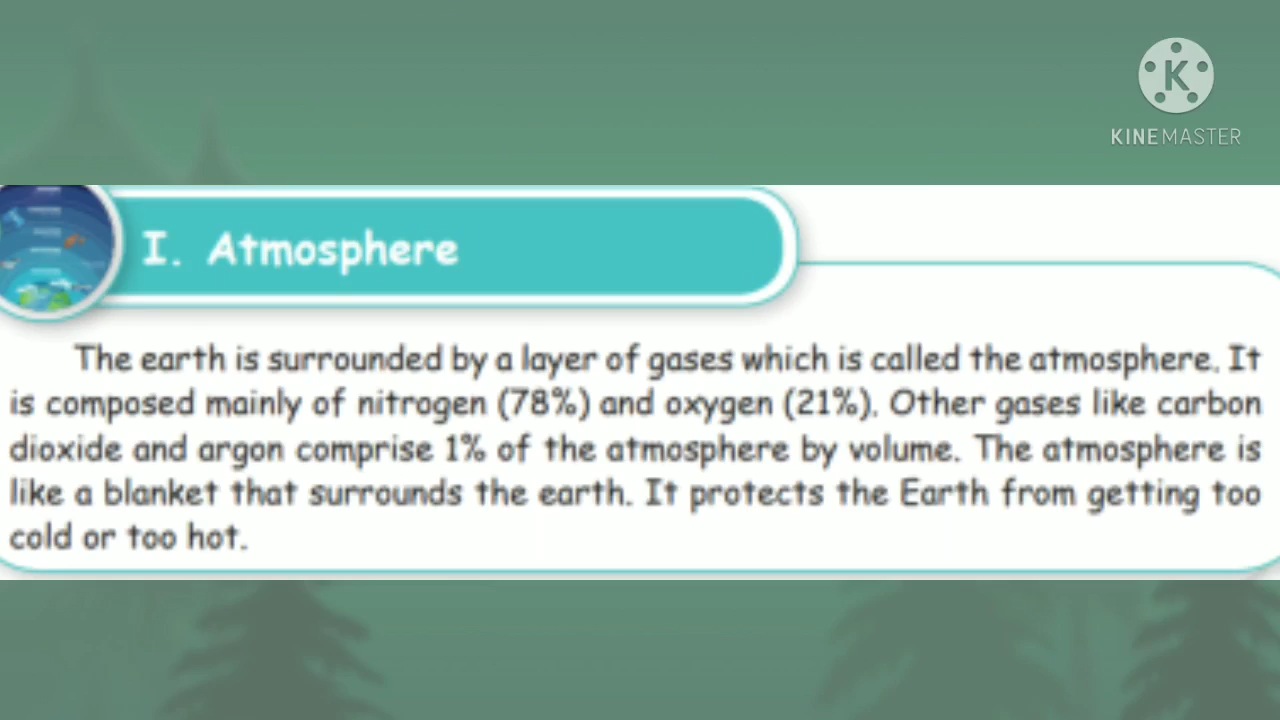 KINEMASTER
I. Atmosphere
The earth is surrounded by a layer of gases which is called the atmosphere. It
is composed mainly of nitrogen (78%) and oxygen (21%). Other gases like carbon
dioxide and argon comprise 1% of the atmosphere by volume. The atmosphere is
like a blanket that surrounds the earth. It protects the Earth from getting too
cold or too hot.